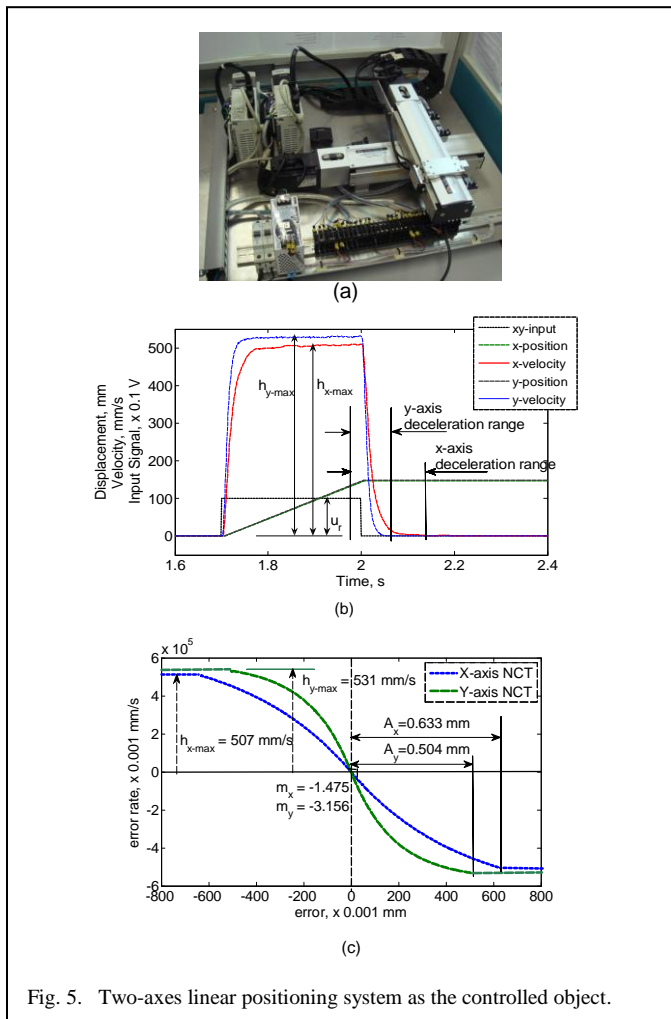 (a)
xy-input
x-position
x-velocity
y-position
y-velocity
Displacement, mm
Velocity, mm/s
Input Signal, x 0.1 V
500
400
300
200
100
0
h y-max
h x-max
y-axis
deceleration range
x-axis
deceleration range
u r
1.6
1.8
2
2.2
2.4
Time, s
(b)
x 10^5
6
4
2
0
-2
-4
-6
error rate, x 0.001 mm/s
X-axis NCT
Y-axis NCT
h y-max = 531 mm/s
h x-max = 507 mm/s
A x=0.633 mm
A y=0.504 mm
m x = -1.475
m y = -3.156
-800
-600
-400
-200
0
200
400
600
800
error, x 0.001 mm
(c)
Fig. 5. Two-axes linear positioning system as the controlled object.